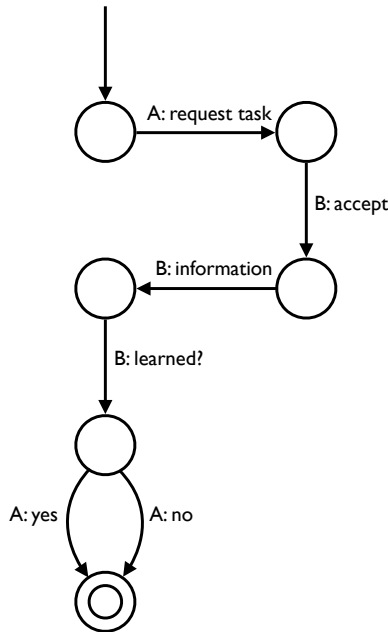 A: request task
B: accept
B: information
B: learned?
A: yes
A: no